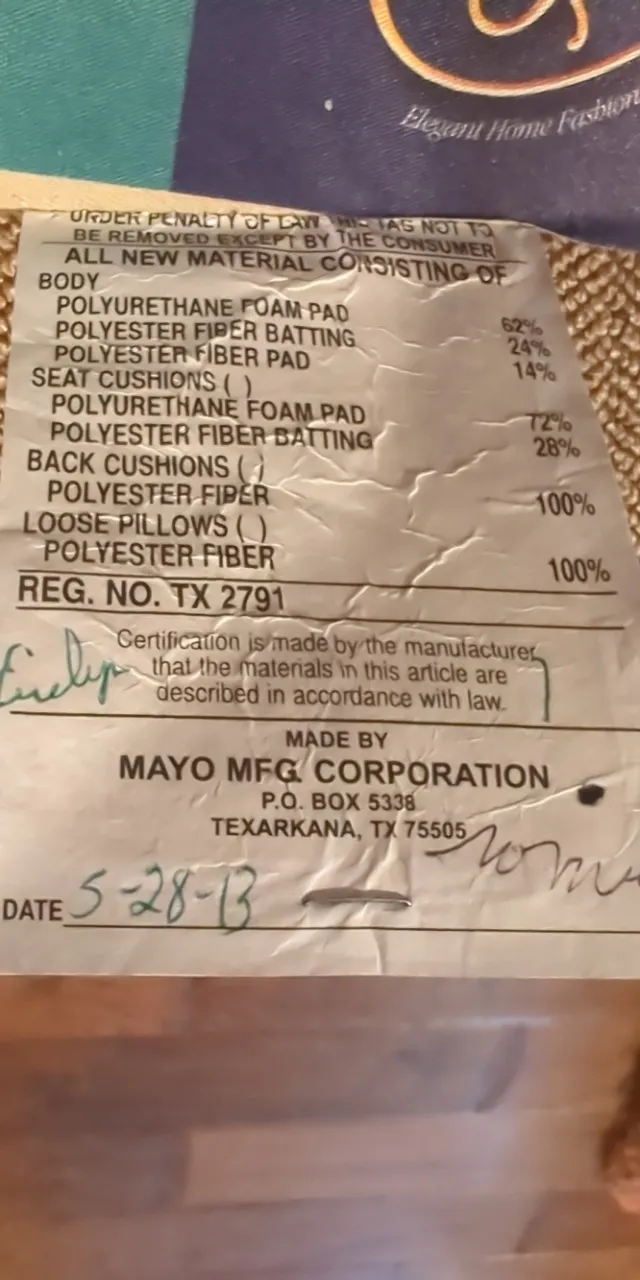 Elegant Home Fashion
UNDER PENALTY OF LAW THIS TAG NOT TO
BE REMOVED EXCEPT BY THE CONSUMER
ALL NEW MATERIAL CONSISTING OF
BODY
POLYURETHANE FOAM PAD 62%
POLYESTER FIBER BATTING 24%
POLYESTER FIBER PAD 14%
SEAT CUSHIONS ( )
POLYURETHANE FOAM PAD 72%
POLYESTER FIBER BATTING 28%
BACK CUSHIONS ( )
POLYESTER FIBER 100%
LOOSE PILLOWS ( )
POLYESTER FIBER 100%
REG. NO. TX 2791
Certification is made by the manufacturer
that the materials in this article are
described in accordance with law.
MADE BY
MAYO MFG. CORPORATION
P.O. BOX 5338
TEXARKANA, TX 75505
DATE 5-28-13